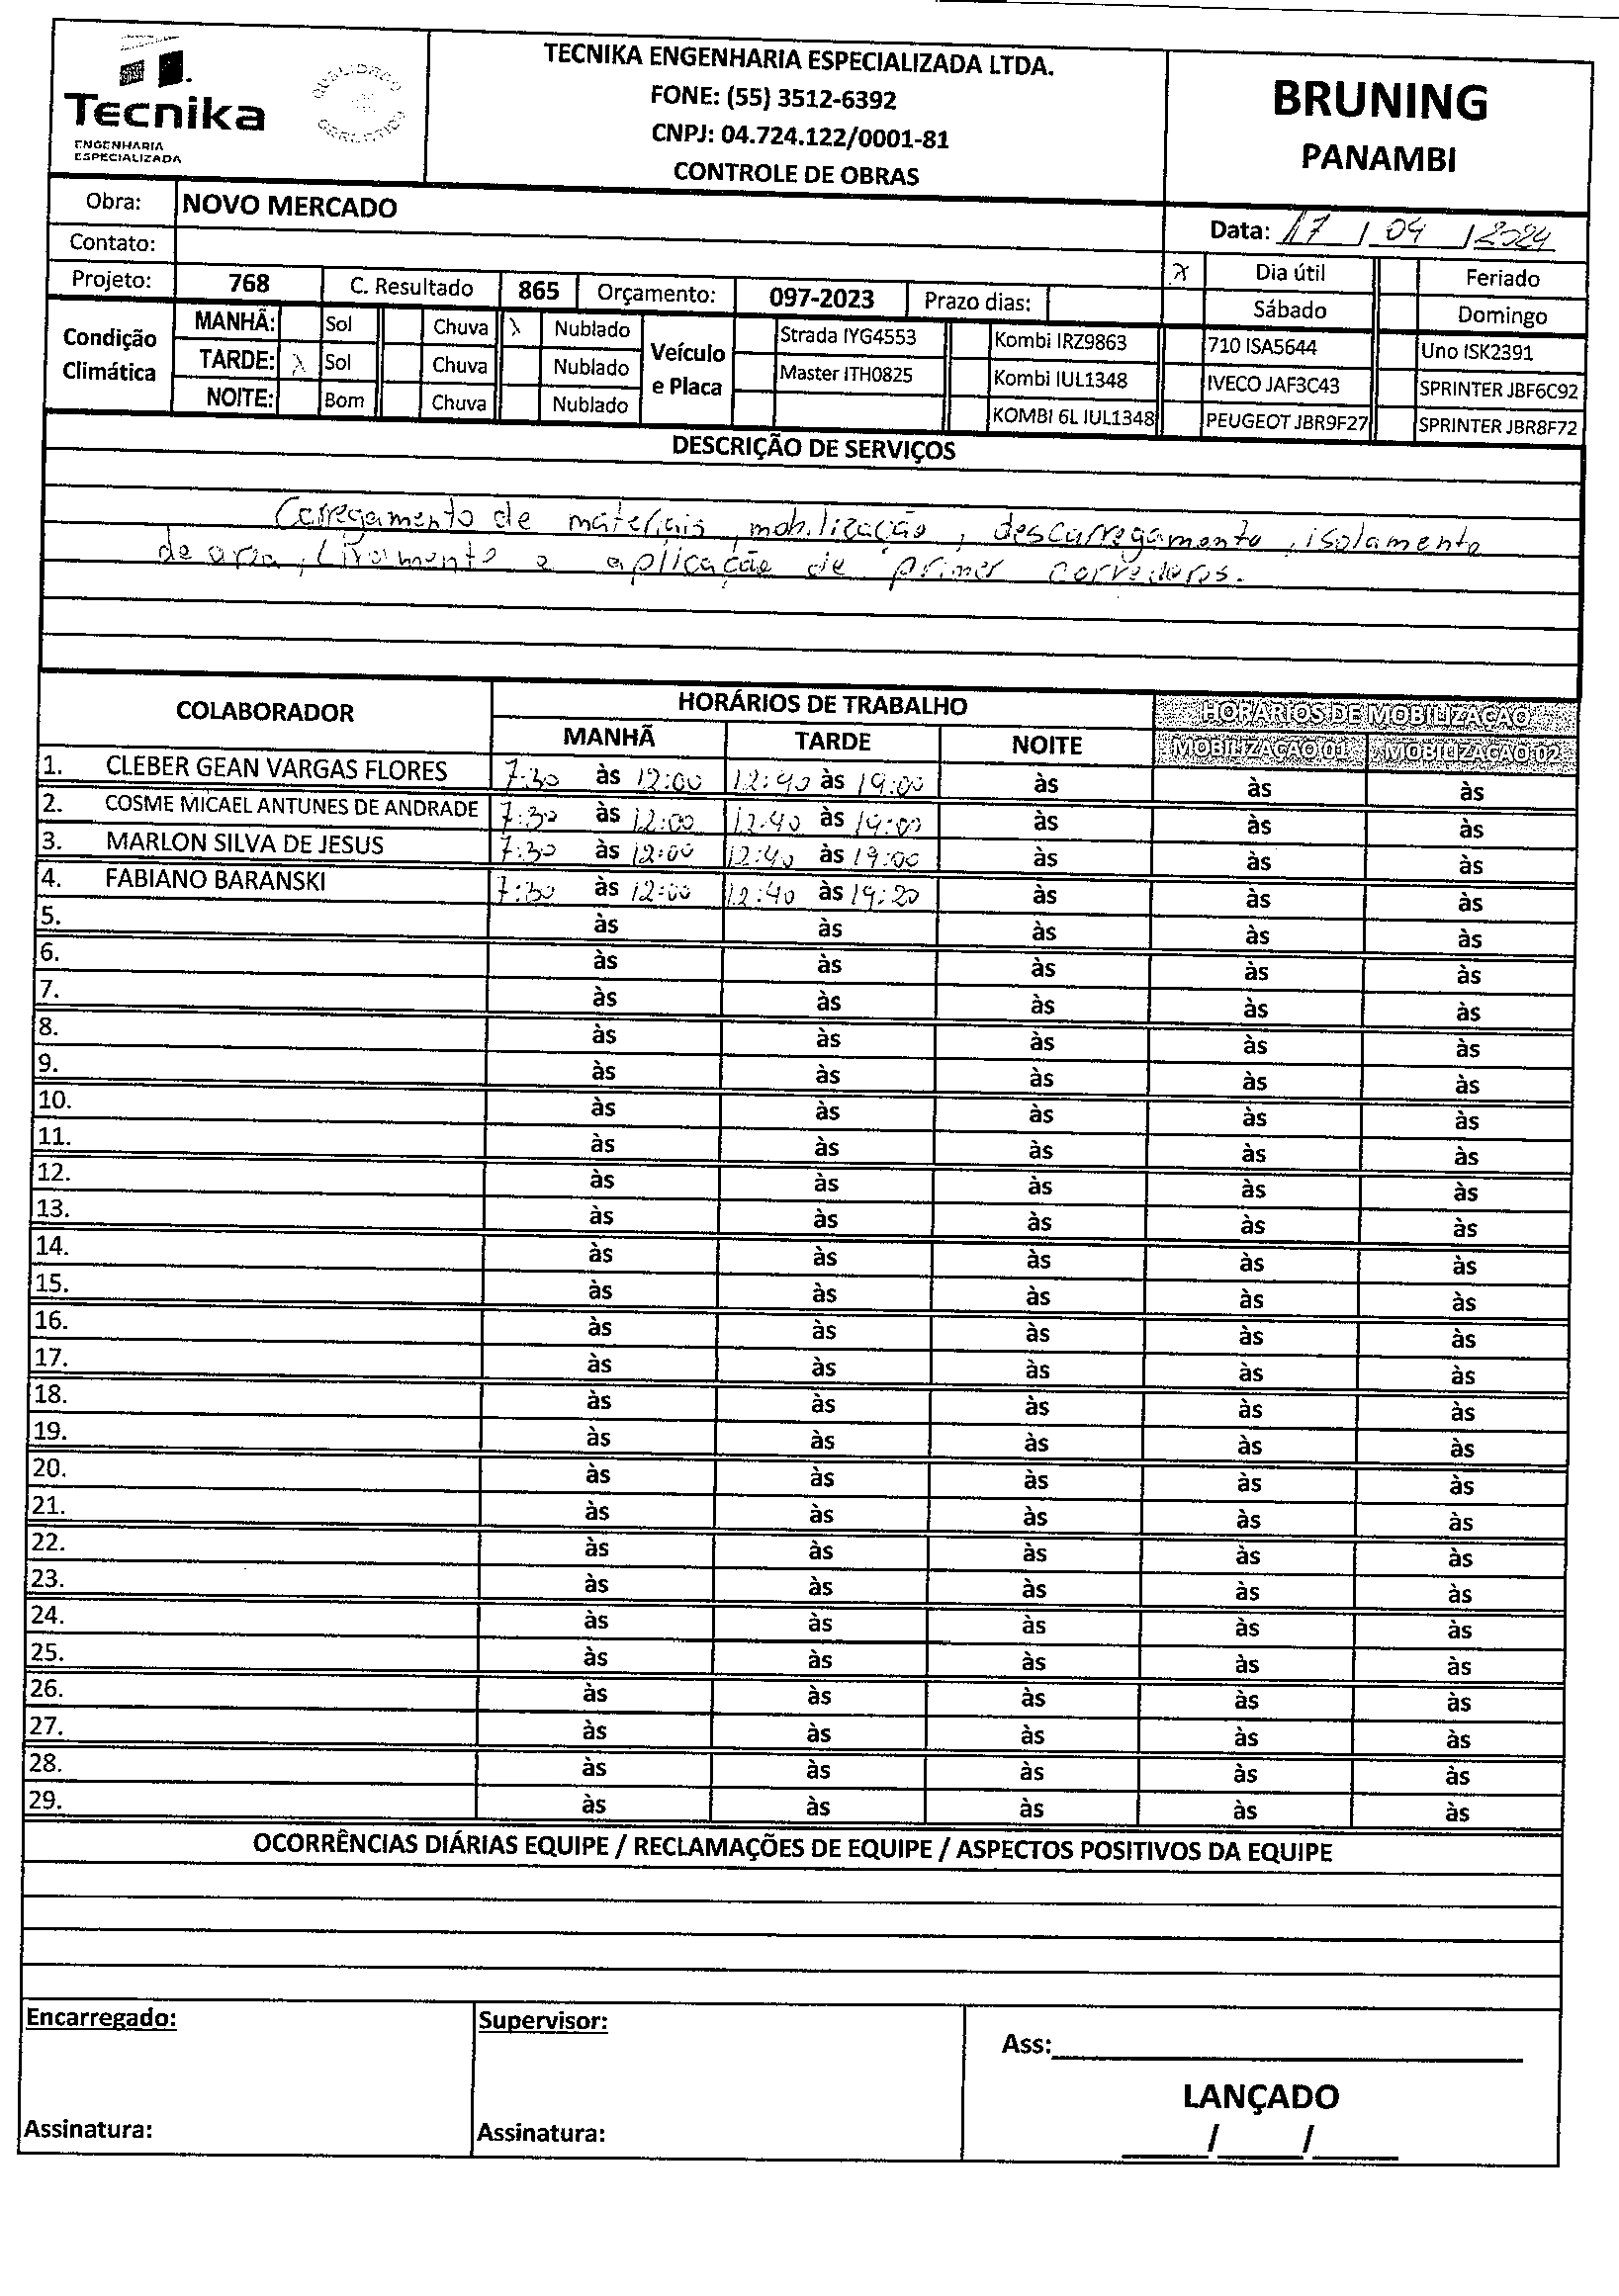 Tecnika
ENGENHARIA
ESPECIALIZADA
TECNIKA ENGENHARIA ESPECIALIZADA LTDA.
FONE: (55) 3512-6392
CNPJ: 04.724.122/0001-81
CONTROLE DE OBRAS
BRUNING
PANAMBI
Obra: NOVO MERCADO
Data: 17 / 04 / 2024
Contato:
x Dia útil Feriado
Projeto: 768 C. Resultado 865 Orçamento: 097-2023 Prazo dias: Sábado Domingo
Condição Climática
MANHÃ: Sol Chuva x Nublado
TARDE: x Sol Chuva Nublado
NOITE: Bom Chuva Nublado
Veículo e Placa
Strada IYG4553 Kombi IRZ9863 710 ISA5644 Uno ISK2391
Master ITH0825 Kombi IUL1348 IVECO JAF3C43 SPRINTER JBF6C92
KOMBI 6L IUL1348 PEUGEOT JBR9F27 SPRINTER JBR8F72
DESCRIÇÃO DE SERVIÇOS
Carregamento de materiais, mobilização, descarregamento, isolamento
de area, Livamento e aplicação de primer corredores.
COLABORADOR HORÁRIOS DE TRABALHO HORÁRIOS DE MOBILIZAÇÃO
MANHÃ TARDE NOITE MOBILIZAÇÃO 01 MOBILIZAÇÃO 02
1. CLEBER GEAN VARGAS FLORES 7:30 às 12:00 12:40 às 19:00 às às às
2. COSME MICAEL ANTUNES DE ANDRADE 7:30 às 12:00 12:40 às 19:00 às às às
3. MARLON SILVA DE JESUS 7:30 às 12:00 12:40 às 19:00 às às às
4. FABIANO BARANSKI 7:30 às 12:00 12:40 às 19:20 às às às
5. às às às às às
6. às às às às às
7. às às às às às
8. às às às às às
9. às às às às às
10. às às às às às
11. às às às às às
12. às às às às às
13. às às às às às
14. às às às às às
15. às às às às às
16. às às às às às
17. às às às às às
18. às às às às às
19. às às às às às
20. às às às às às
21. às às às às às
22. às às às às às
23. às às às às às
24. às às às às às
25. às às às às às
26. às às às às às
27. às às às às às
28. às às às às às
29. às às às às às
OCORRÊNCIAS DIÁRIAS EQUIPE / RECLAMAÇÕES DE EQUIPE / ASPECTOS POSITIVOS DA EQUIPE
Encarregado: Supervisor:
Ass:
LANÇADO
Assinatura: Assinatura:
/ /